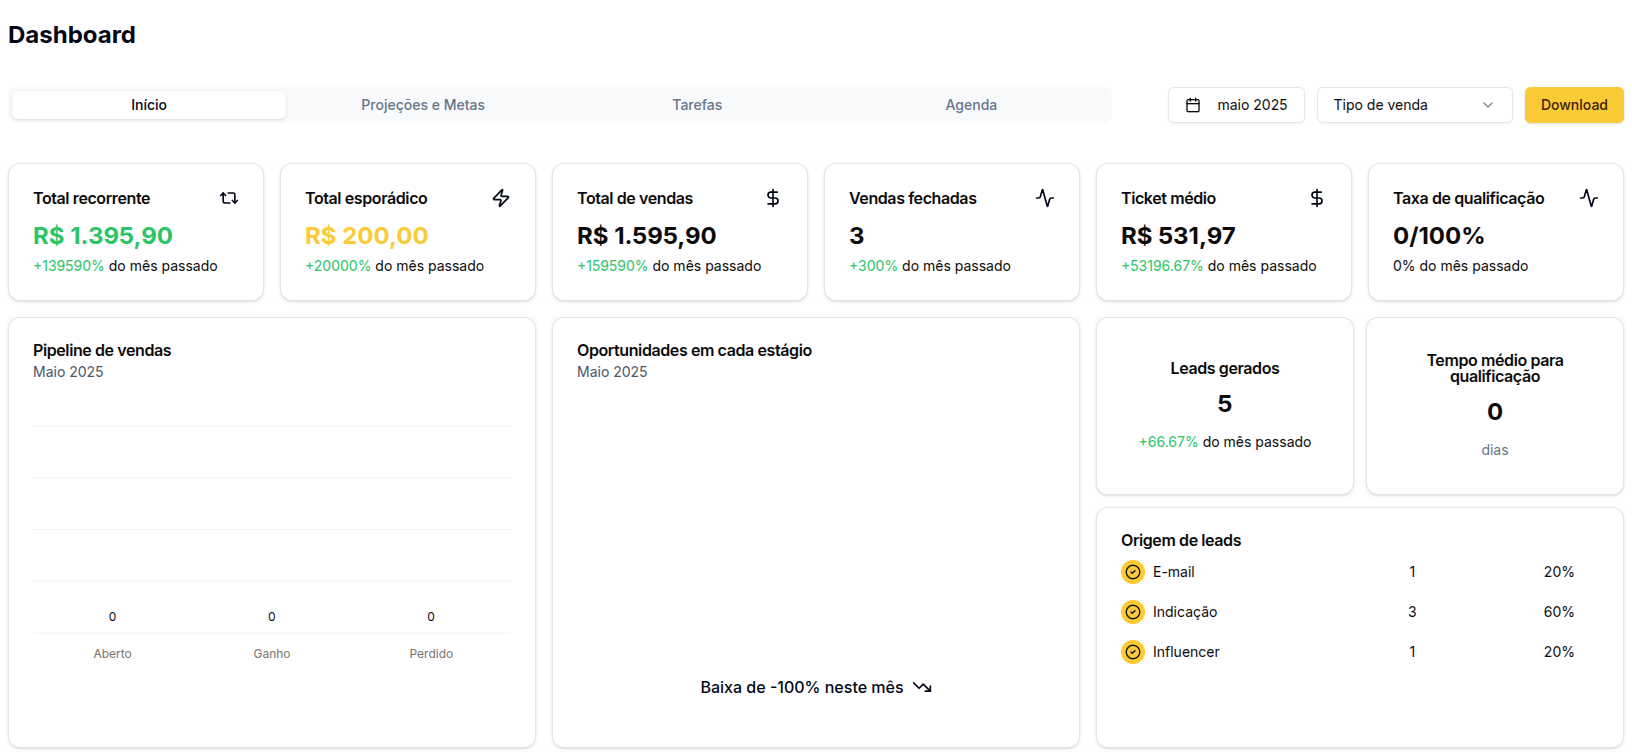 Dashboard
Início
Projeções e Metas
Tarefas
Agenda
maio 2025
Tipo de venda
Download
Total recorrente
R$ 1.395,90
+139590% do mês passado
Total esporádico
R$ 200,00
+20000% do mês passado
Total de vendas
R$ 1.595,90
+159590% do mês passado
Vendas fechadas
3
+300% do mês passado
Ticket médio
R$ 531,97
+53196.67% do mês passado
Taxa de qualificação
0/100%
0% do mês passado
Pipeline de vendas
Maio 2025
0 0 0
Aberto Ganho Perdido
Oportunidades em cada estágio
Maio 2025
Baixa de -100% neste mês
Leads gerados
5
+66.67% do mês passado
Tempo médio para
qualificação
0
dias
Origem de leads
E-mail 1 20%
Indicação 3 60%
Influencer 1 20%